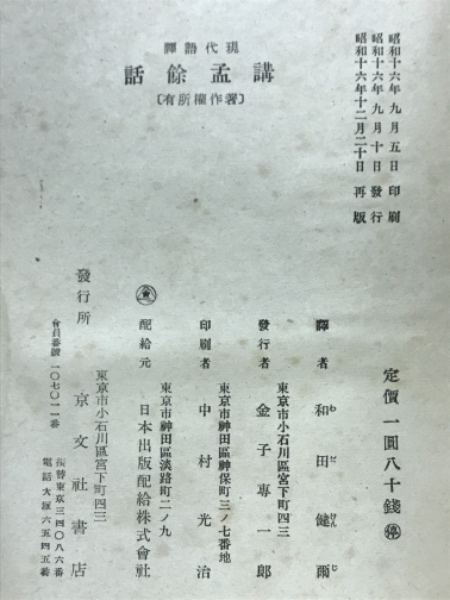 昭和十六年九月五日印刷
昭和十六年九月十日發行
昭和十六年十二月二十日再版
現代語譯
講孟餘話
〔著作權所有〕
定價一圓八十錢 停
譯者 和田健爾
わだけんじ
東京市小石川區宮下町四三
發行者 金子專一郎
東京市神田區神保町三ノ七番地
印刷者 中村光治
東京市神田區淡路町二ノ九
配給元 日本出版配給株式會社
東京市小石川區宮下町四三
發行所 京文社書店
會員番號 一〇七〇一一番
振替東京三四〇八六番
電話大塚六五四五番